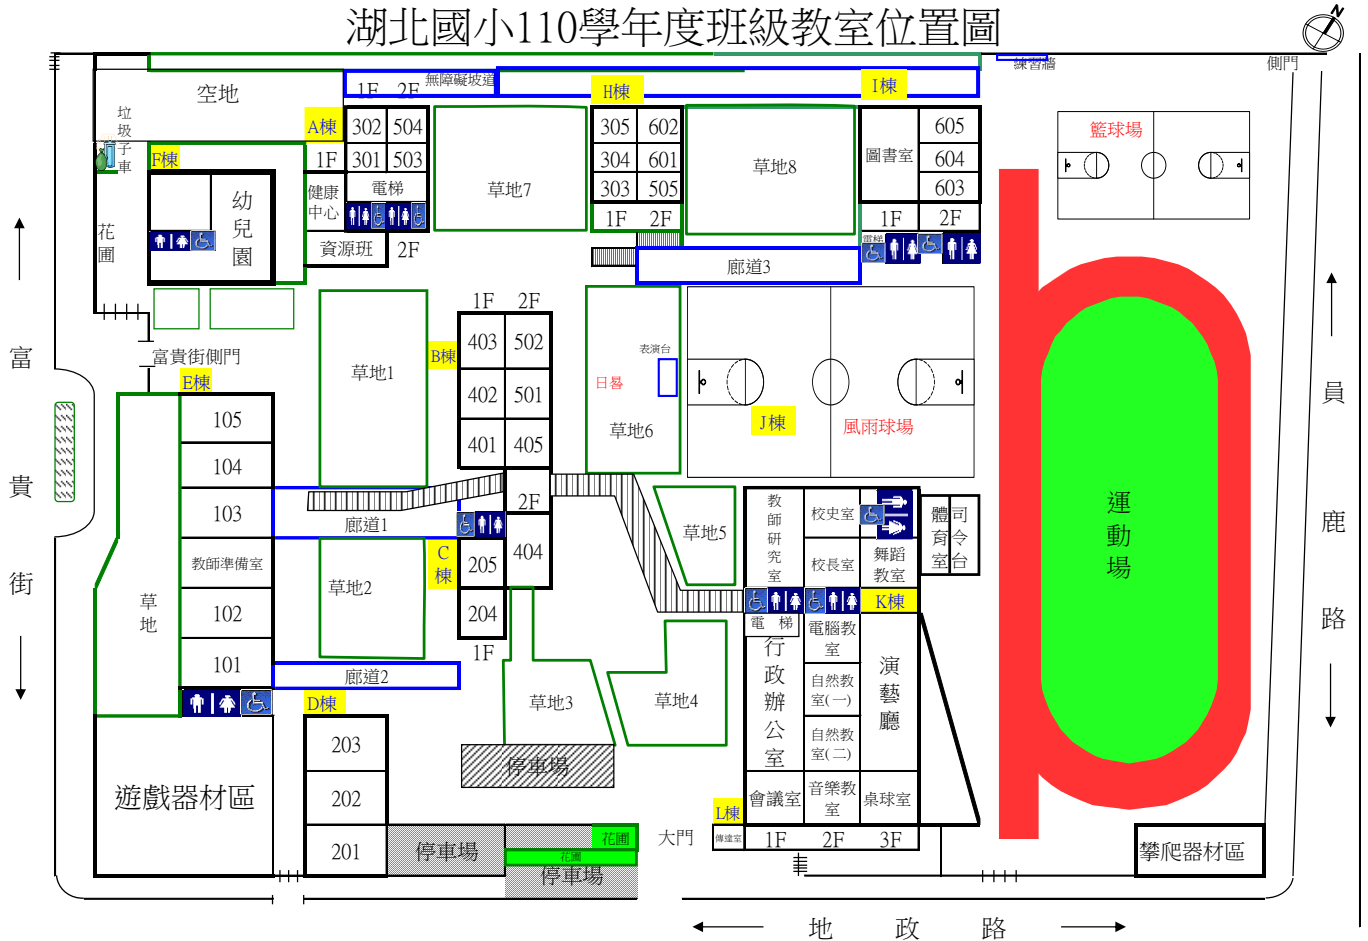 湖北國小110學年度班級教室位置圖
N
練習牆
側門
空地
1F 2F
無障礙坡道
H棟
I棟
垃圾子車
A棟
302 504
301 503
1F
F棟
健康中心
電梯
資源班
2F
幼兒園
花圃
草地7
305 602
304 601
303 505
1F 2F
草地8
圖書室
605
604
603
1F 2F
電梯
籃球場
廊道3
富貴街側門
E棟
105
104
103
教師準備室
102
101
草地
富貴街
草地1
1F 2F
B棟
403 502
402 501
401 405
2F
404
表演台
日晷
草地6
J棟
風雨球場
廊道1
C棟
205
204
1F
草地2
廊道2
D棟
203
202
201
草地3
草地4
草地5
停車場
停車場
花圃
花圃
停車場
遊戲器材區
教師研究室
校史室
校長室
舞蹈教室
體育室
司令台
K棟
電梯
行政辦公室
電腦教室
自然教室(一)
自然教室(二)
演藝廳
會議室
音樂教室
桌球室
L棟
傳達室
1F 2F 3F
大門
運動場
攀爬器材區
員鹿路
地政路